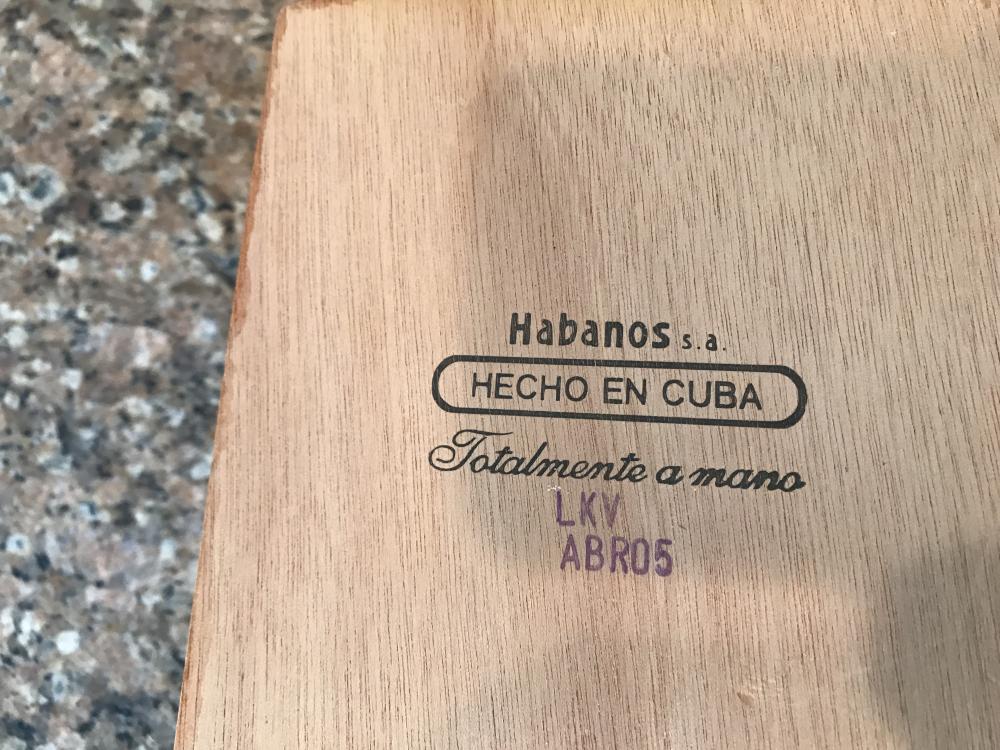 Habanos s.a.
HECHO EN CUBA
Totalmente a mano
LKV
ABR05